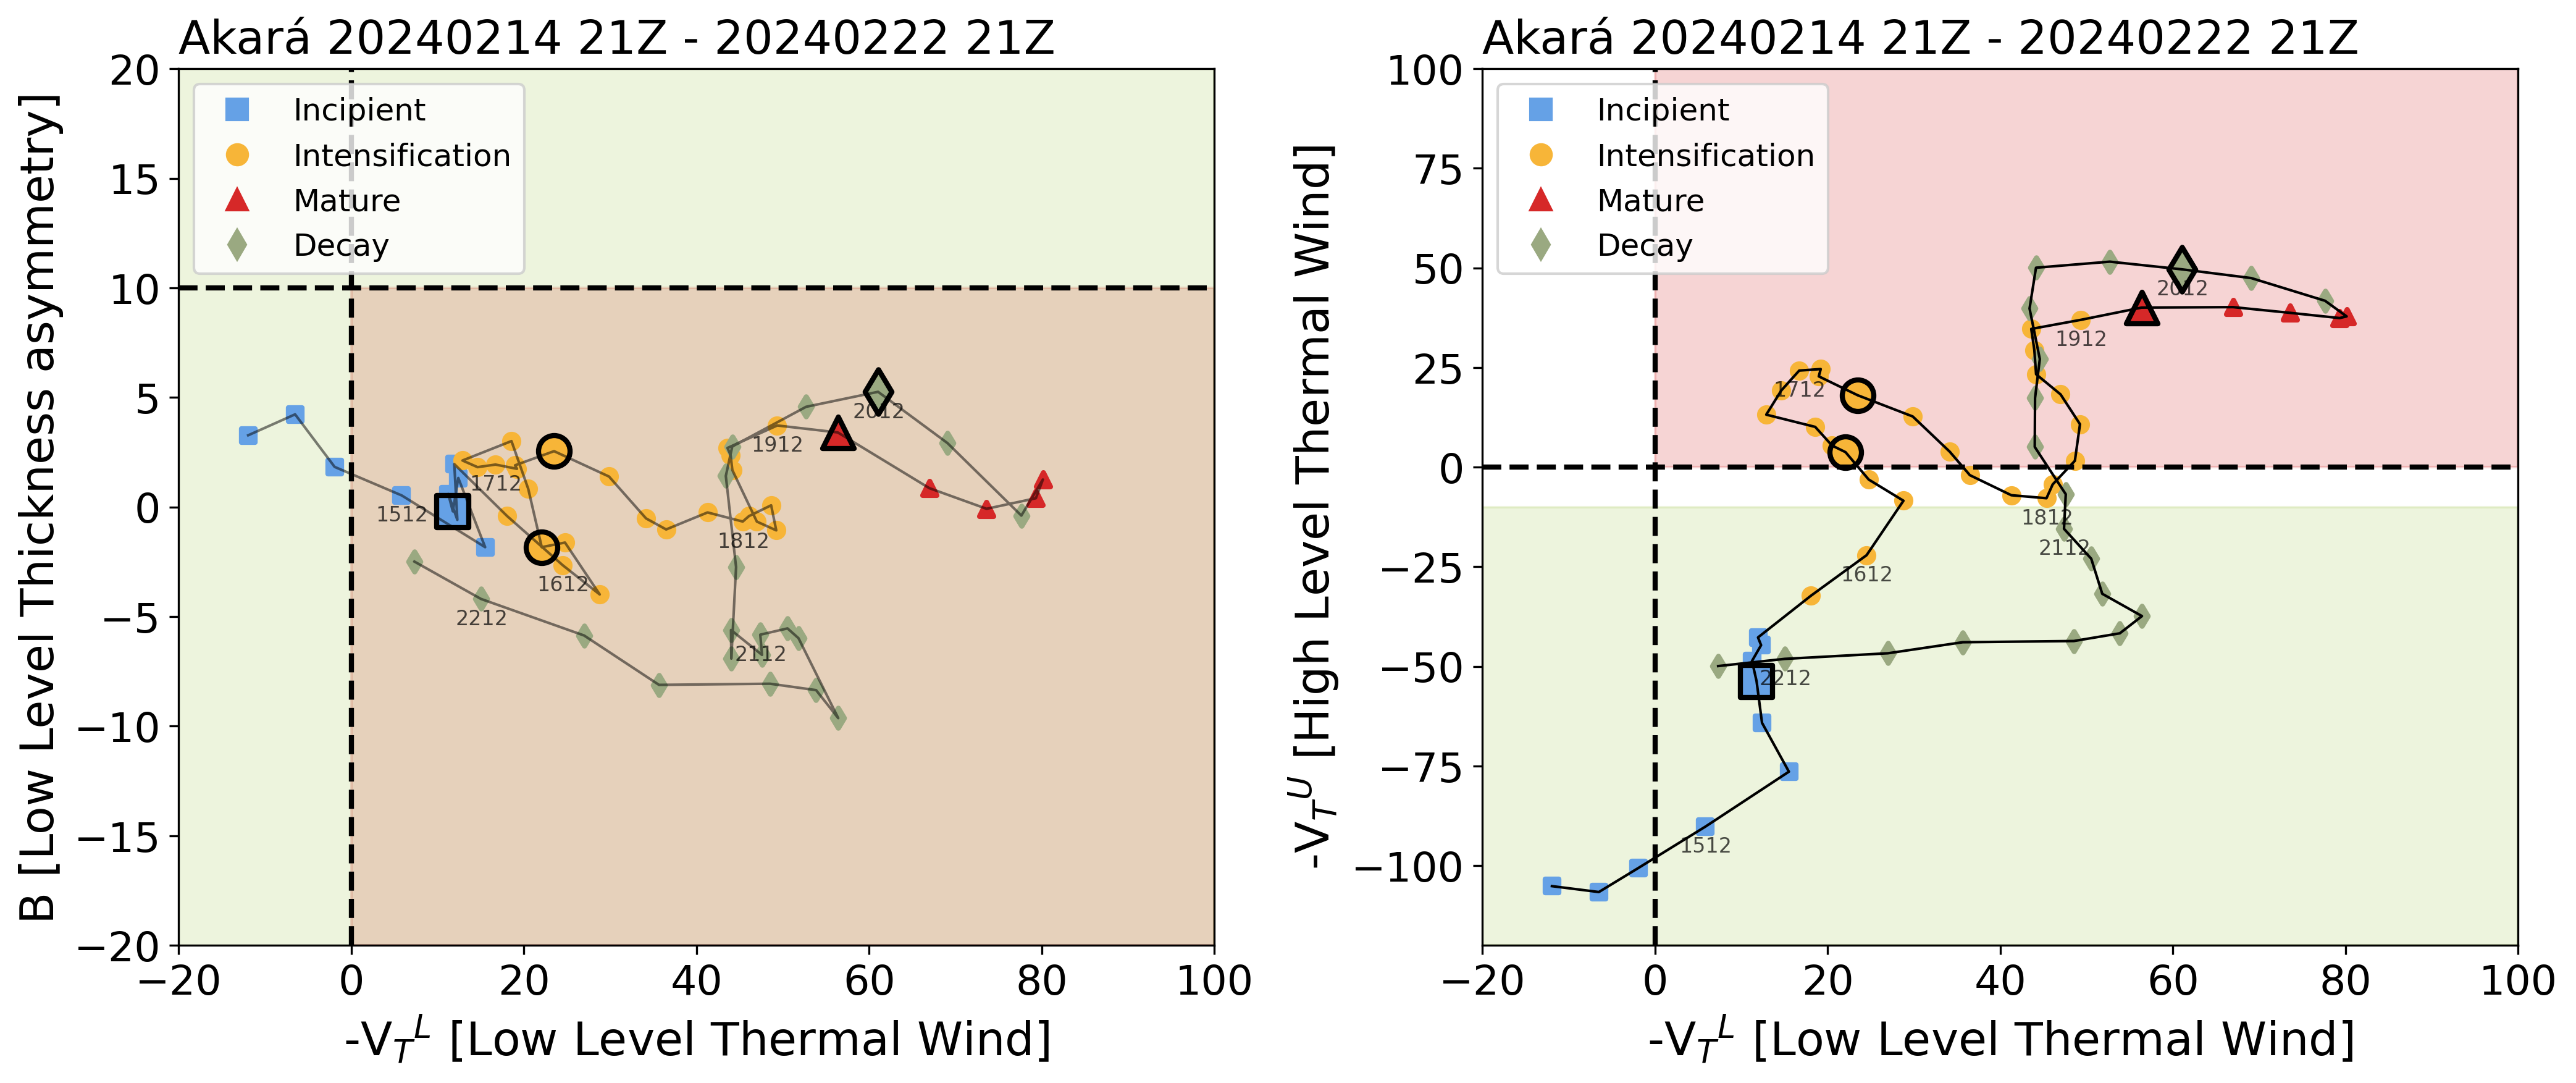 Akará 20240214 21Z - 20240222 21Z
20
15
10
5
0
−5
−10
−15
−20
B [Low Level Thickness asymmetry]
Incipient
Intensification
Mature
Decay
1512
1612
1712
1812
1912
2012
2112
2212
−20 0 20 40 60 80 100
-V_T^L [Low Level Thermal Wind]
Akará 20240214 21Z - 20240222 21Z
100
75
50
25
0
−25
−50
−75
−100
-V_T^U [High Level Thermal Wind]
Incipient
Intensification
Mature
Decay
2012
1912
1712
1812
2112
1612
2212
1512
−20 0 20 40 60 80 100
-V_T^L [Low Level Thermal Wind]